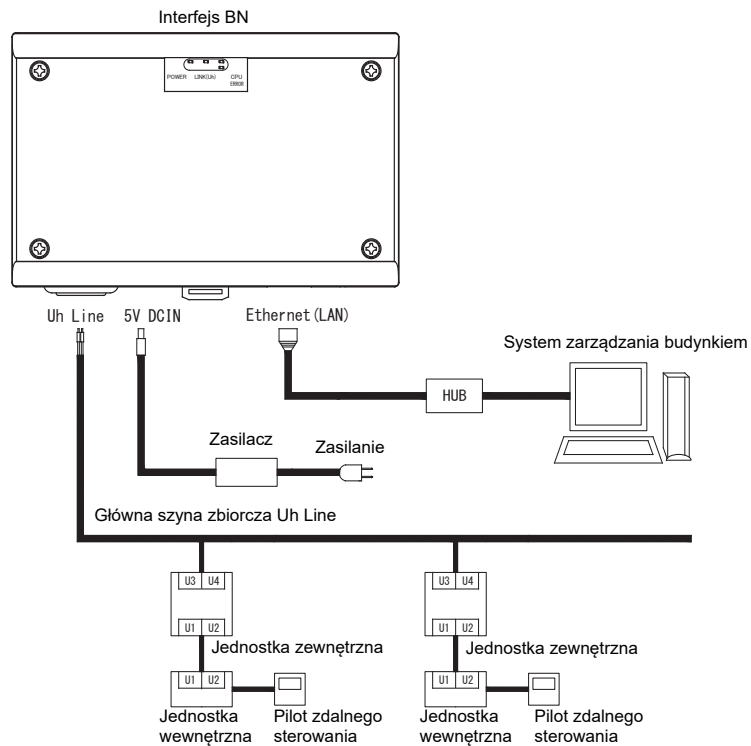 Interfejs BN
POWER LINK(Uh) CPU
ERROR
Uh Line 5V DCIN Ethernet(LAN)
System zarządzania budynkiem
HUB
Zasilacz Zasilanie
Główna szyna zbiorcza Uh Line
U3 U4 U3 U4
U1 U2 U1 U2
Jednostka zewnętrzna Jednostka zewnętrzna
U1 U2 U1 U2
Jednostka Pilot zdalnego Jednostka Pilot zdalnego
wewnętrzna sterowania wewnętrzna sterowania